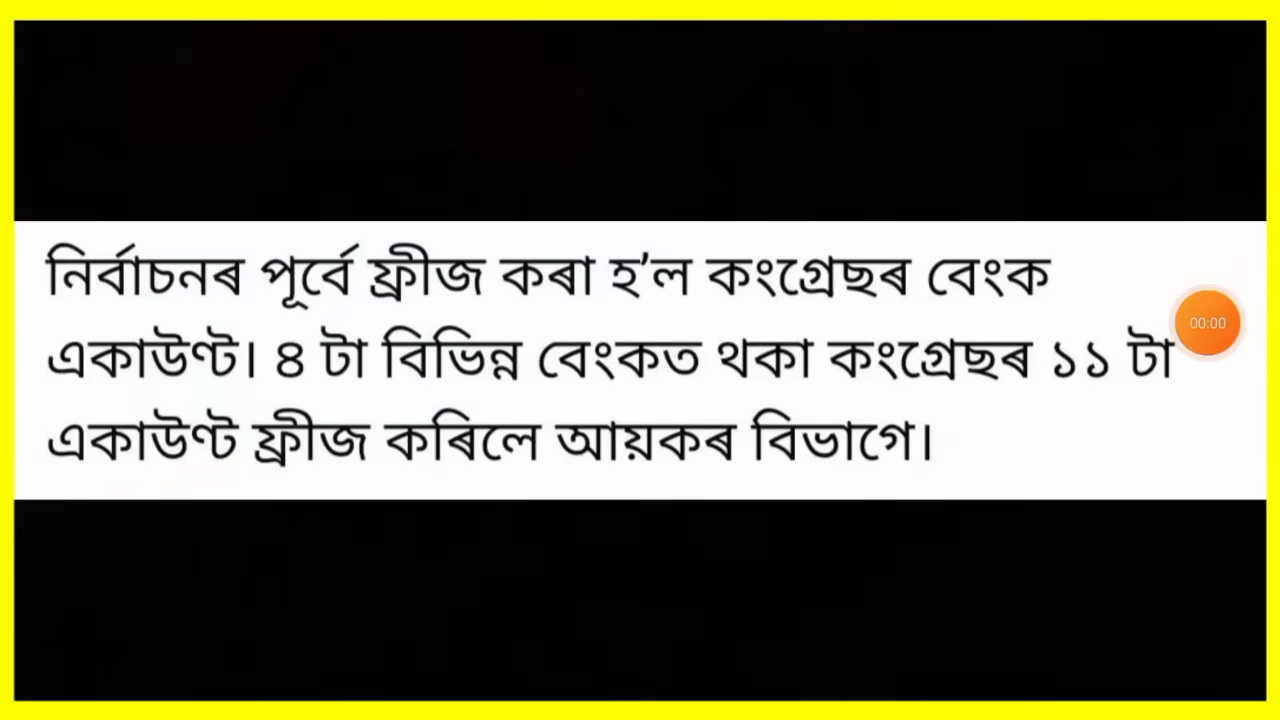 নিৰ্বাচনৰ পূৰ্বে ফ্ৰীজ কৰা হ’ল কংগ্ৰেছৰ বেংক
একাউণ্ট। ৪ টা বিভিন্ন বেংকত থকা কংগ্ৰেছৰ ১১ টা
একাউণ্ট ফ্ৰীজ কৰিলে আয়কৰ বিভাগে।
00:00